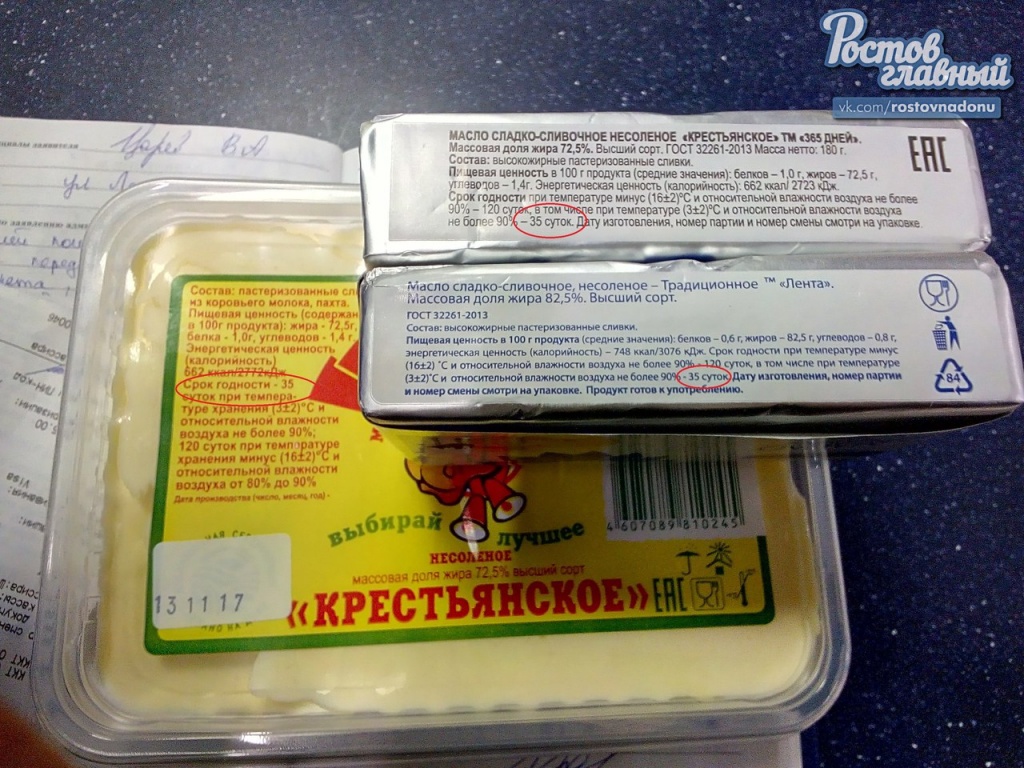 Ростов
главный
vk.com/rostovnadonu
Царев В А
ул
МАСЛО СЛАДКО-СЛИВОЧНОЕ НЕСОЛЕНОЕ «КРЕСТЬЯНСКОЕ» ТМ «365 ДНЕЙ».
Массовая доля жира 72,5%. Высший сорт. ГОСТ 32261-2013 Масса нетто: 180 г.
Состав: высокожирные пастеризованные сливки.
Пищевая ценность в 100 г продукта (средние значения): белков – 1,0 г, жиров – 72,5 г,
углеводов – 1,4г. Энергетическая ценность (калорийность): 662 ккал/ 2723 кДж.
Срок годности при температуре минус (16±2)°С и относительной влажности воздуха не более
90% – 120 суток, в том числе при температуре (3±2)°С и относительной влажности воздуха
не более 90% – 35 суток. Дату изготовления, номер партии и номер смены смотри на упаковке.
ЕАС
Масло сладко-сливочное, несоленое – Традиционное ™ «Лента».
Массовая доля жира 82,5%. Высший сорт.
ГОСТ 32261-2013
Состав: высокожирные пастеризованные сливки.
Пищевая ценность в 100 г продукта (средние значения): белков – 0,6 г, жиров – 82,5 г, углеводов – 0,8 г,
энергетическая ценность (калорийность) – 748 ккал/3076 кДж. Срок годности при температуре минус
(16±2) °С и относительной влажности воздуха не более 90% - 120 суток, в том числе при температуре
(3±2)°С и относительной влажности воздуха не более 90% - 35 суток. Дату изготовления, номер партии
и номер смены смотри на упаковке. Продукт готов к употреблению.
84
Состав: пастеризованные сл
из коровьего молока, пахта.
Пищевая ценность (содержан
в 100г продукта): жира - 72,5г,
белка - 1,0г, углеводов - 1,4 г.
Энергетическая ценность
(калорийность)
662 ккал/2772кДж
Срок годности - 35
суток при темпера-
туре хранения (3±2)°С и
относительной влажности
воздуха не более 90%;
120 суток при температуре
хранения минус (16±2)°С и
относительной влажности
воздуха от 80% до 90%
Дата производства (число, месяц, год) -
4607089810245
выбирай лучшее
НЕСОЛЕНОЕ
массовая доля жира 72,5% высший сорт
«КРЕСТЬЯНСКОЕ»
ЕАС
13 11 17